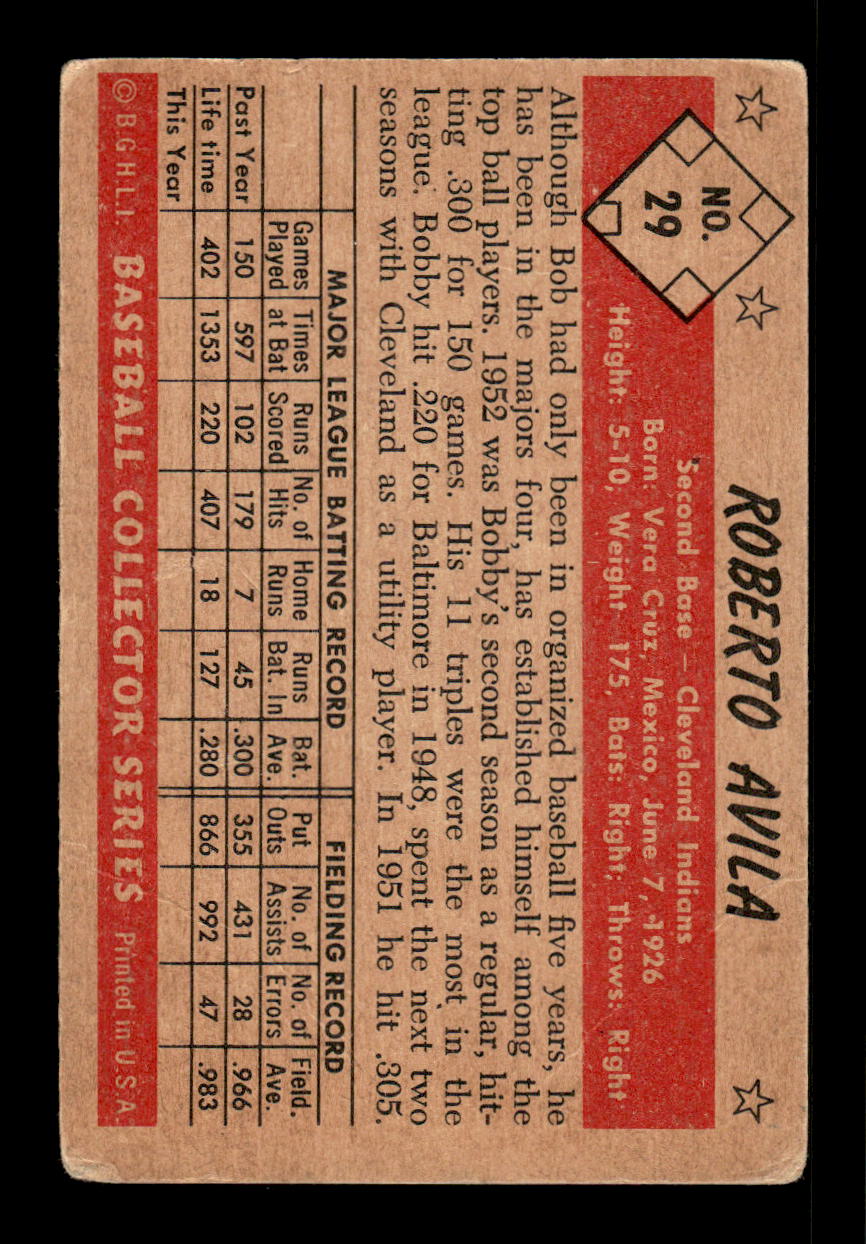 ROBERTO AVILA
NO.
29
Second Base — Cleveland Indians
Born: Vera Cruz, Mexico, June 7, 1926
Height: 5-10; Weight 175, Bats: Right; Throws: Right
Although Bob had only been in organized baseball five years, he
has been in the majors four, has established himself among the
top ball players. 1952 was Bobby's second season as a regular, hit-
ting .300 for 150 games. His 11 triples were the most in the
league. Bobby hit .220 for Baltimore in 1948, spent the next two
seasons with Cleveland as a utility player. In 1951 he hit .305.
MAJOR LEAGUE BATTING RECORD FIELDING RECORD
Games Times Runs No. of Home Runs Bat. Put No. of No. of Field.
Played at Bat Scored Hits Runs Bat. In Ave. Outs Assists Errors Ave.
Past Year 150 597 102 179 7 45 .300 355 431 28 .966
Life time 402 1353 220 407 18 127 .280 866 992 47 .983
This Year
© B.G.H.L.I. BASEBALL COLLECTOR SERIES Printed in U.S.A.